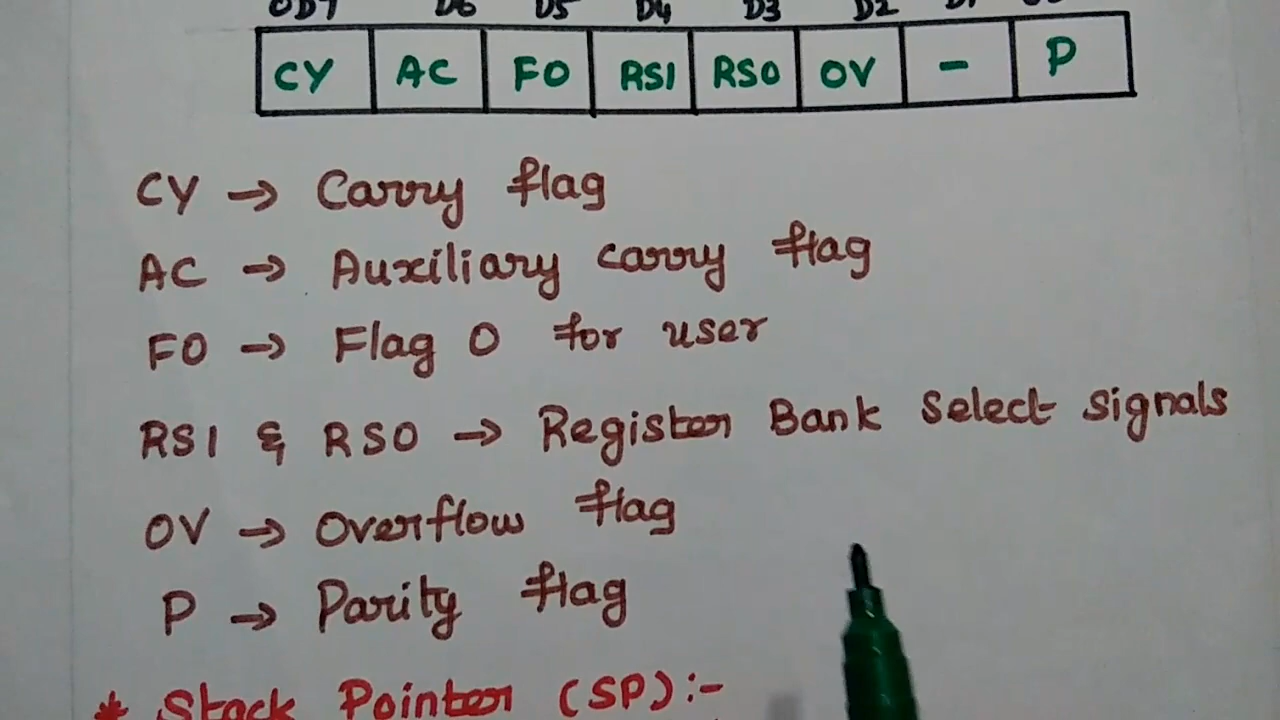 D7 D6 D5 D4 D3 D2
CY AC F0 RS1 RS0 OV - P
CY → Carry flag
AC → Auxiliary carry flag
F0 → Flag 0 for user
RS1 & RS0 → Register Bank Select signals
OV → Overflow flag
P → Parity flag
* Stack Pointer (SP):-